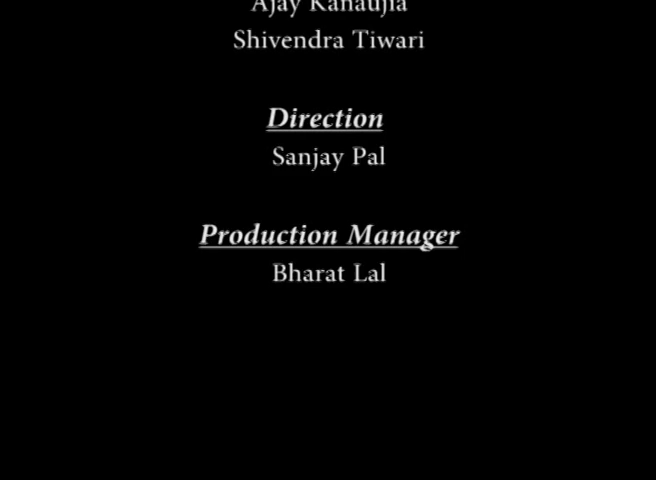 Ajay Kanaujia
Shivendra Tiwari
Direction
Sanjay Pal
Production Manager
Bharat Lal